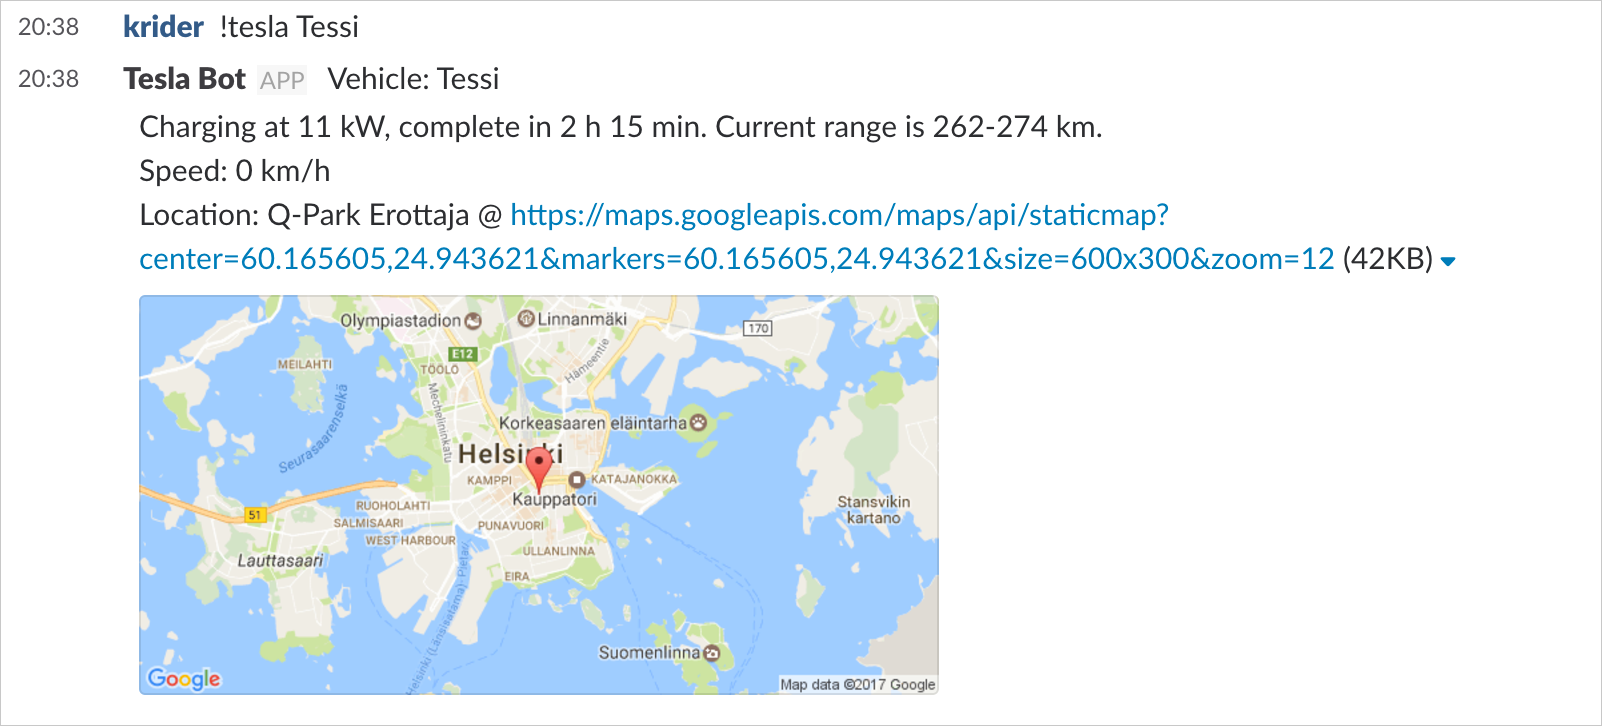 20:38 krider !tesla Tessi
20:38 Tesla Bot APP Vehicle: Tessi
Charging at 11 kW, complete in 2 h 15 min. Current range is 262-274 km.
Speed: 0 km/h
Location: Q-Park Erottaja @ https://maps.googleapis.com/maps/api/staticmap?
center=60.165605,24.943621&markers=60.165605,24.943621&size=600x300&zoom=12 (42KB)
Olympiastadion
Linnanmäki
170
E12
MEILAHTI
TÖÖLÖ
Hämeentie
Mechelininkatu
Seurasaarenselkä
Korkeasaaren eläintarha
Helsinki
KAMPPI
KATAJANOKKA
Kauppatori
Stansvikin
kartano
RUOHOLAHTI
51
SALMISAARI
PUNAVUORI
WEST HARBOUR
ULLANLINNA
Lauttasaari
EIRA
Helsinki (Länsisatama)
Suomenlinna
Google
Map data ©2017 Google